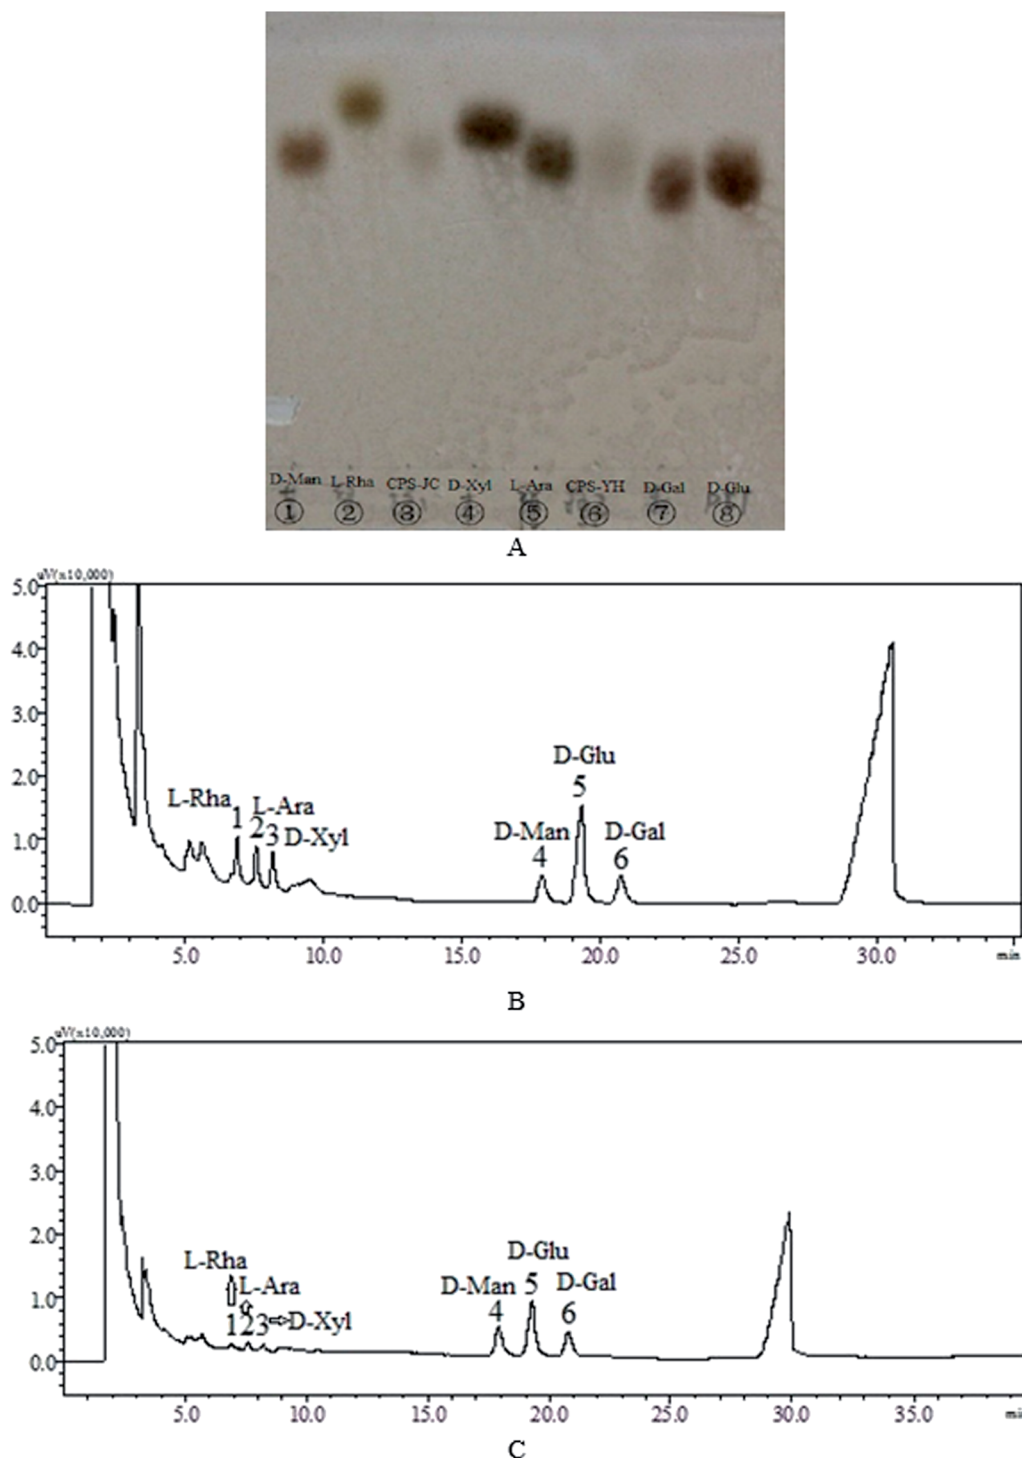 D-Man L-Rha CPS-JC D-Xyl L-Ara CPS-YH D-Gal D-Glu
① ② ③ ④ ⑤ ⑥ ⑦ ⑧
A
uV(x10,000)
5.0
4.0
3.0
2.0
1.0
0.0
D-Glu
5
L-Rha 1 L-Ara
2 3 D-Xyl
D-Man D-Gal
4 6
5.0 10.0 15.0 20.0 25.0 30.0 min
B
uV(x10,000)
5.0
4.0
3.0
2.0
1.0
0.0
L-Rha D-Glu
L-Ara D-Man 5 D-Gal
4 6
1 2 3 ⇨D-Xyl
5.0 10.0 15.0 20.0 25.0 30.0 35.0
C